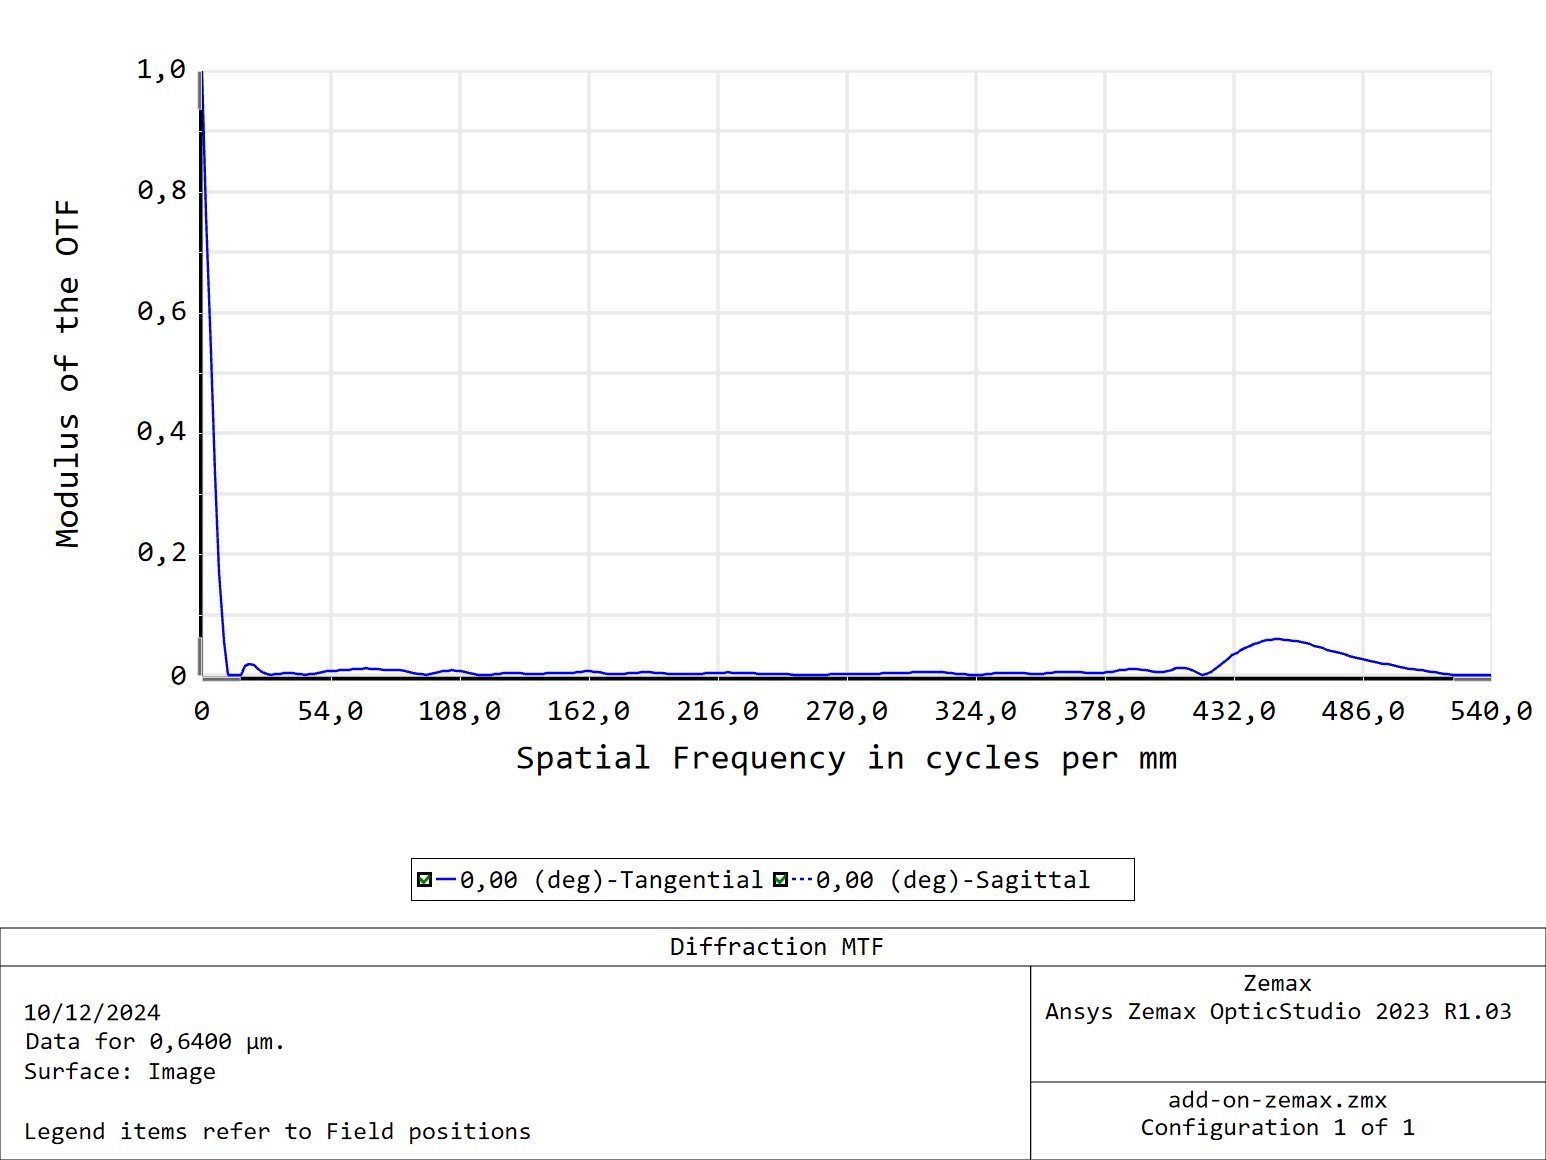 1,0
0,8
0,6
0,4
0,2
0
Modulus of the OTF
0 54,0 108,0 162,0 216,0 270,0 324,0 378,0 432,0 486,0 540,0
Spatial Frequency in cycles per mm
0,00 (deg)-Tangential 0,00 (deg)-Sagittal
Diffraction MTF
10/12/2024
Data for 0,6400 µm.
Surface: Image
Legend items refer to Field positions
Zemax
Ansys Zemax OpticStudio 2023 R1.03
add-on-zemax.zmx
Configuration 1 of 1